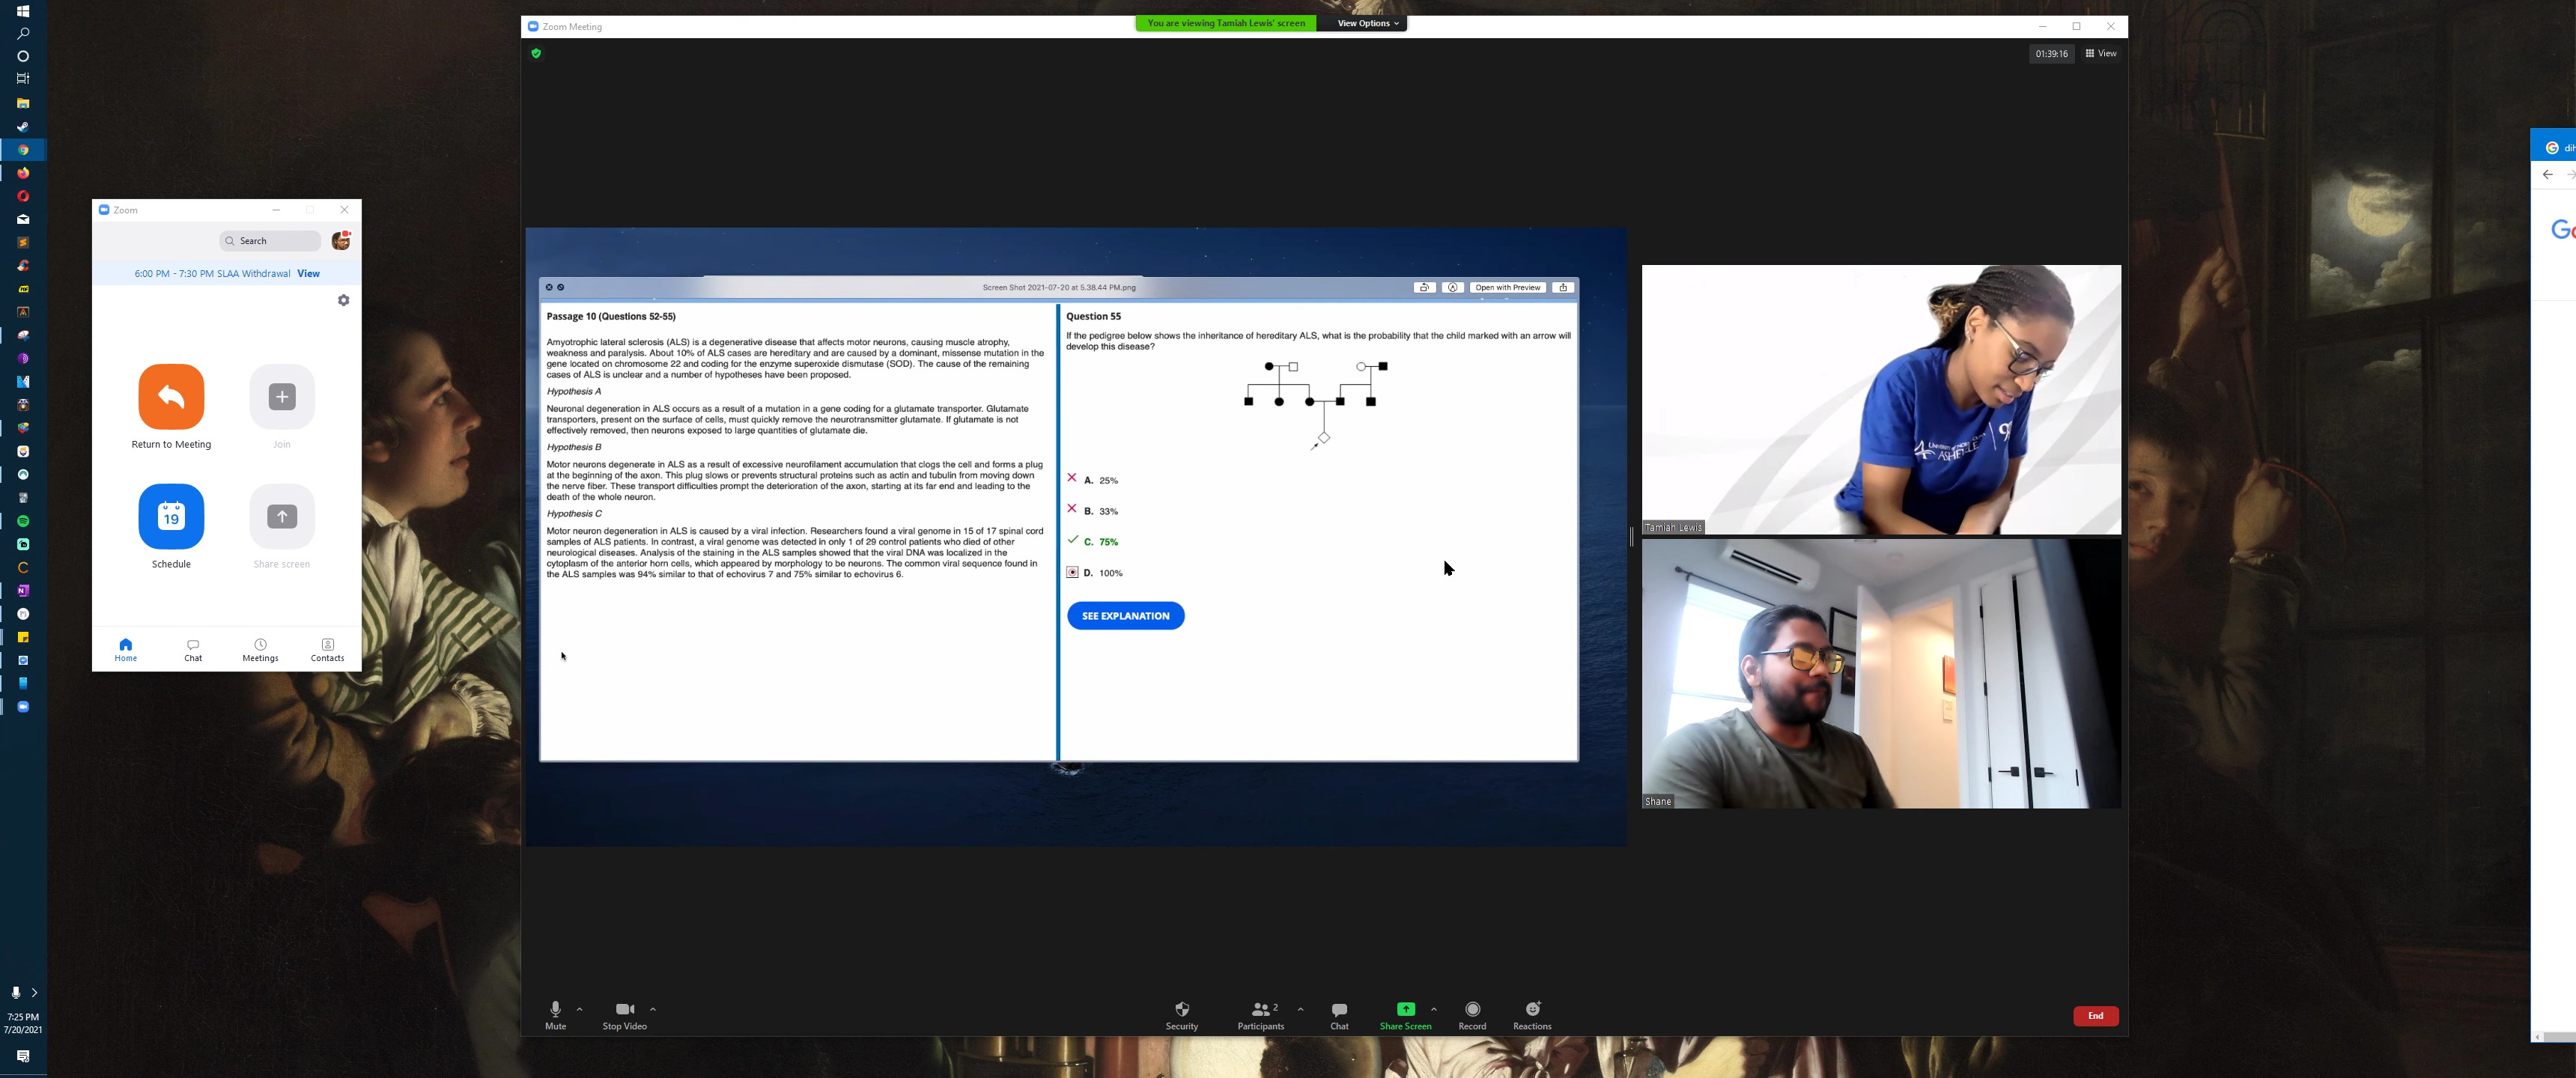 Zoom
Search
6:00 PM - 7:30 PM SLAA Withdrawal View
Return to Meeting
Join
19
Schedule
Share screen
Home
Chat
Meetings
Contacts
7:25 PM
7/20/2021
Zoom Meeting
You are viewing Tamiah Lewis' screen
View Options
01:39:16
View
Screen Shot 2021-07-20 at 5.38.44 PM.png
Open with Preview
Passage 10 (Questions 52-55)
Amyotrophic lateral sclerosis (ALS) is a degenerative disease that affects motor neurons, causing muscle atrophy,
weakness and paralysis. About 10% of ALS cases are hereditary and are caused by a dominant, missense mutation in the
gene located on chromosome 22 and coding for the enzyme superoxide dismutase (SOD). The cause of the remaining
cases of ALS is unclear and a number of hypotheses have been proposed.
Hypothesis A
Neuronal degeneration in ALS occurs as a result of a mutation in a gene coding for a glutamate transporter. Glutamate
transporters, present on the surface of cells, must quickly remove the neurotransmitter glutamate. If glutamate is not
effectively removed, then neurons exposed to large quantities of glutamate die.
Hypothesis B
Motor neurons degenerate in ALS as a result of excessive neurofilament accumulation that clogs the cell and forms a plug
at the beginning of the axon. This plug slows or prevents structural proteins such as actin and tubulin from moving down
the nerve fiber. These transport difficulties prompt the deterioration of the axon, starting at its far end and leading to the
death of the whole neuron.
Hypothesis C
Motor neuron degeneration in ALS is caused by a viral infection. Researchers found a viral genome in 15 of 17 spinal cord
samples of ALS patients. In contrast, a viral genome was detected in only 1 of 29 control patients who died of other
neurological diseases. Analysis of the staining in the ALS samples showed that the viral DNA was localized in the
cytoplasm of the anterior horn cells, which appeared by morphology to be neurons. The common viral sequence found in
the ALS samples was 94% similar to that of echovirus 7 and 75% similar to echovirus 6.
Question 55
If the pedigree below shows the inheritance of hereditary ALS, what is the probability that the child marked with an arrow will
develop this disease?
A. 25%
B. 33%
C. 75%
D. 100%
SEE EXPLANATION
Tamiah Lewis
Shane
Mute
Stop Video
Security
2
Participants
Chat
Share Screen
Record
Reactions
End